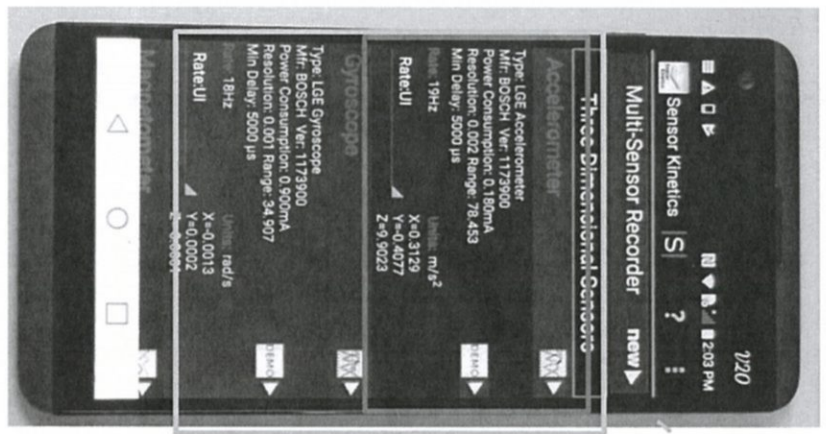 V20
2:03 PM
Sensor Kinetics |S| ?
Multi-Sensor Recorder new
Three Dimensional Sensors
Accelerometer
Type: LGE Accelerometer
Mfr: BOSCH Ver: 1173900
Power Consumption: 0.180mA
Resolution: 0.002 Range: 78.453
Min Delay: 5000 µs
Rate: 19Hz Units: m/s²
X=0.3129
Rate:UI Y=-0.4077
Z=9.9023
DEMO
Gyroscope
Type: LGE Gyroscope
Mfr: BOSCH Ver: 1173900
Power Consumption: 0.900mA
Resolution: 0.001 Range: 34.907
Min Delay: 5000 µs
Rate: 18Hz Units: rad/s
X=-0.0013
Rate:UI Y=0.0002
Z=-0.0001
DEMO
Magnetometer